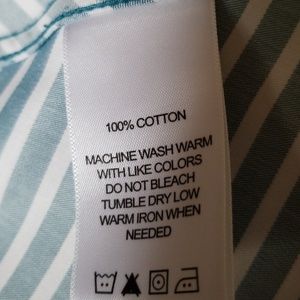 100% COTTON
MACHINE WASH WARM
WITH LIKE COLORS
DO NOT BLEACH
TUMBLE DRY LOW
WARM IRON WHEN
NEEDED